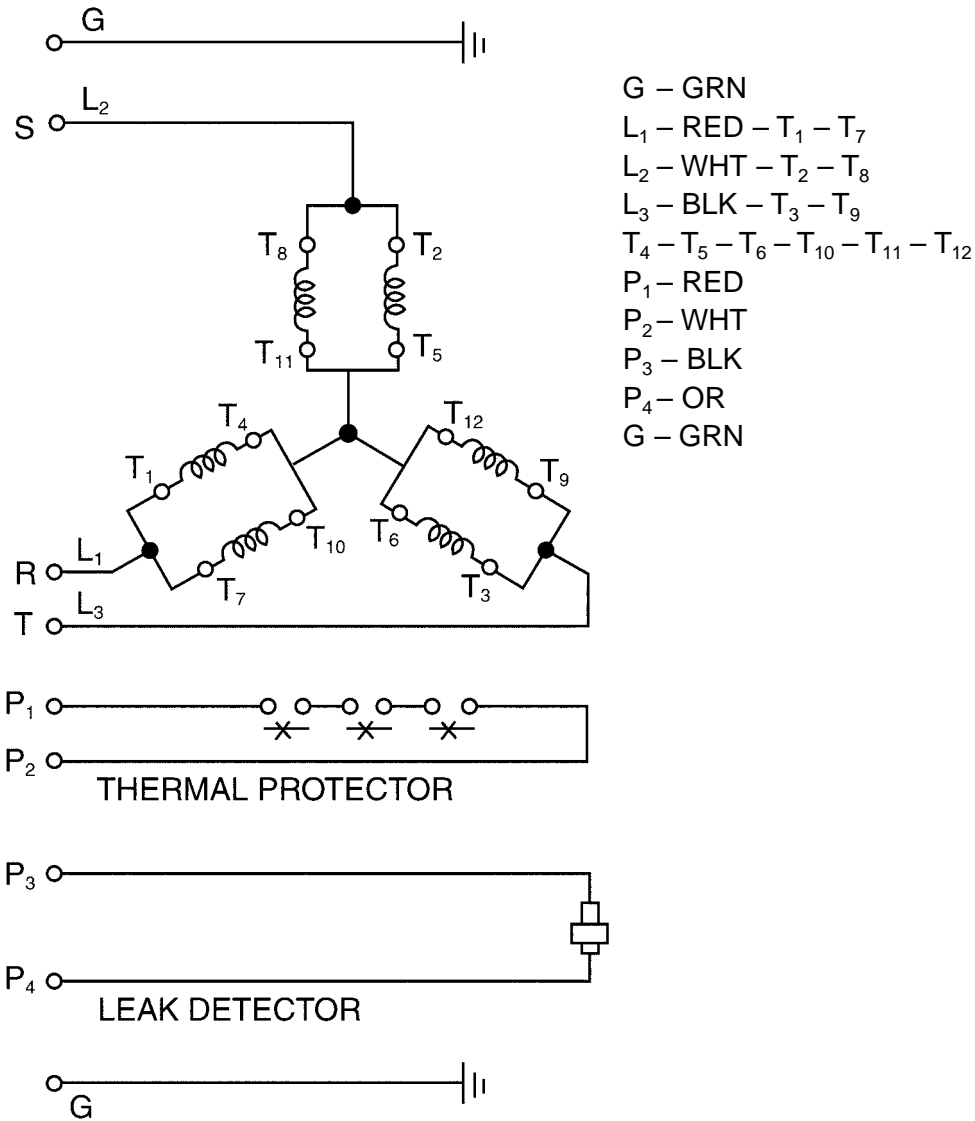 G
L₂
S
T₈ T₂
T₁₁ T₅
T₄ T₁₂
T₁ T₉
T₁₀ T₆
T₇ T₃
R L₁
T L₃
P₁
P₂
THERMAL PROTECTOR
P₃
P₄
LEAK DETECTOR
G
G – GRN
L₁ – RED – T₁ – T₇
L₂ – WHT – T₂ – T₈
L₃ – BLK – T₃ – T₉
T₄ – T₅ – T₆ – T₁₀ – T₁₁ – T₁₂
P₁ – RED
P₂ – WHT
P₃ – BLK
P₄ – OR
G – GRN